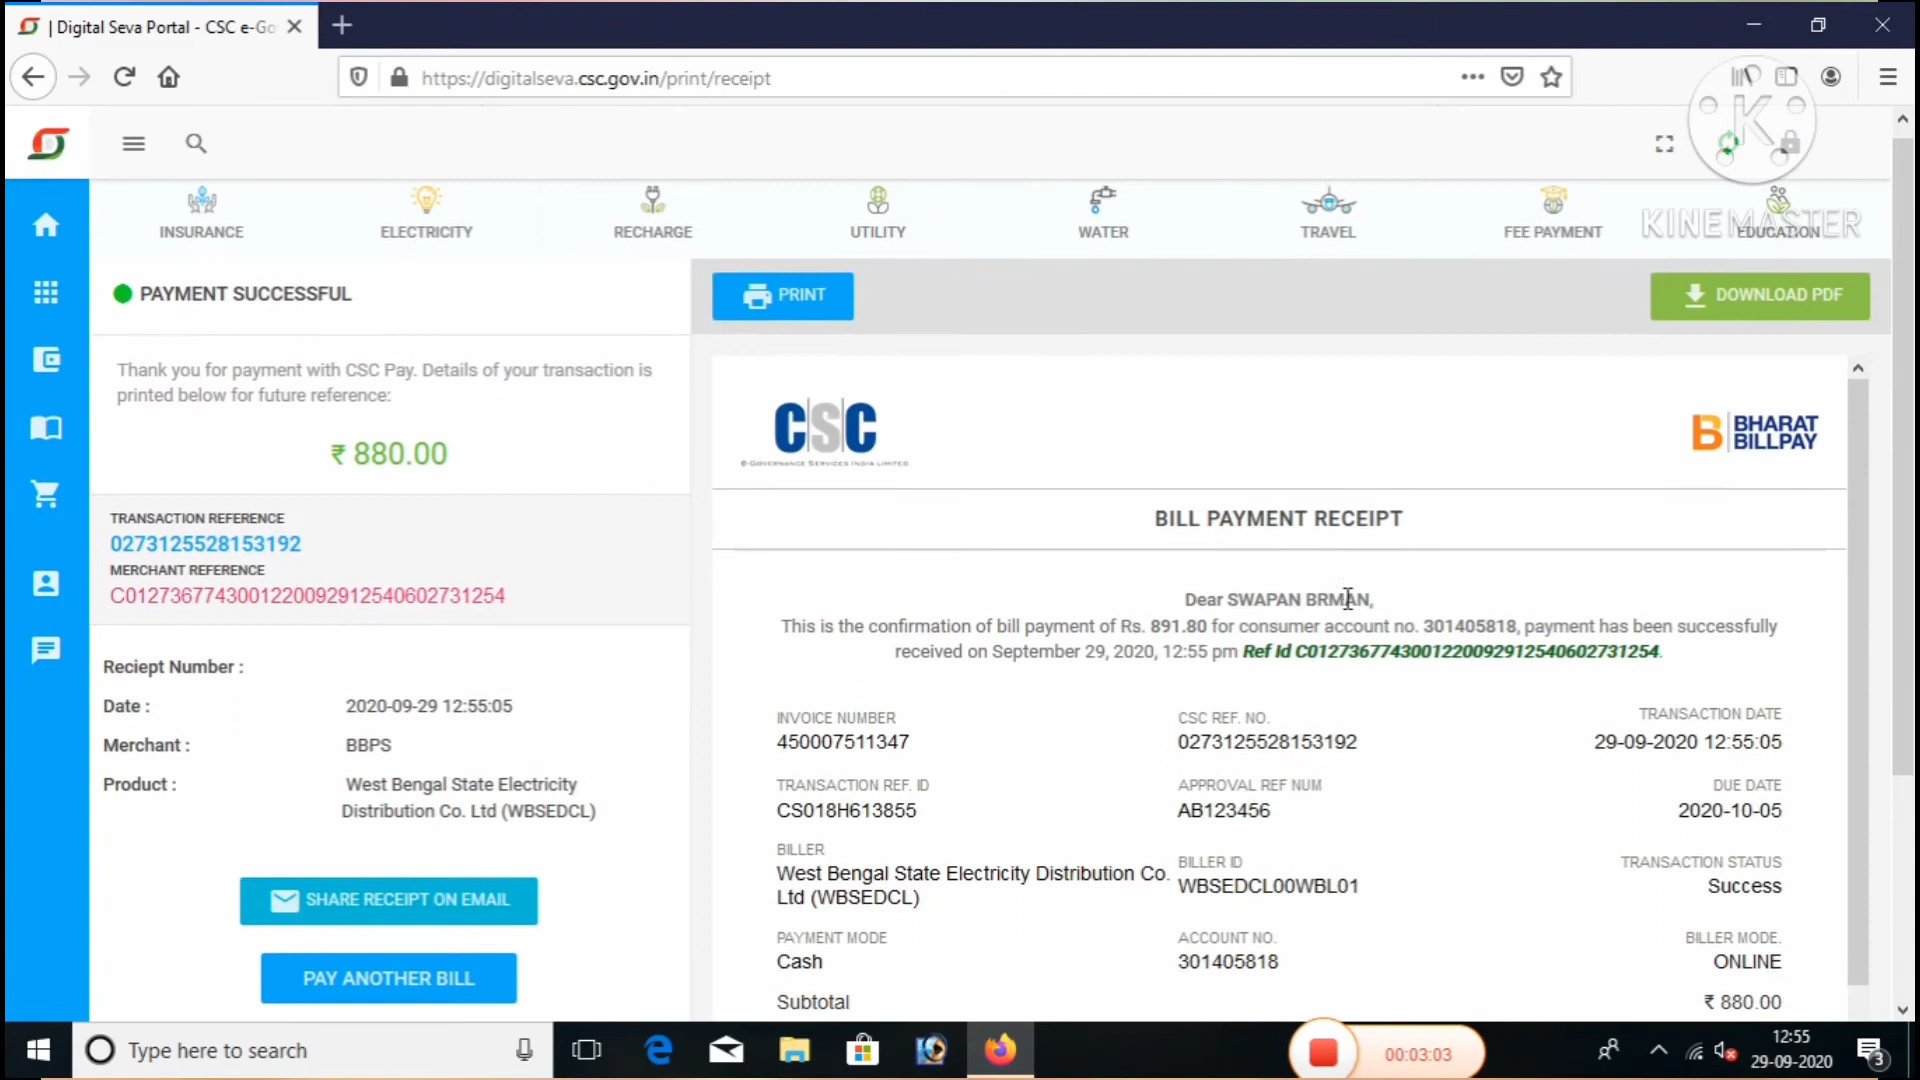 | Digital Seva Portal - CSC e-Go
https://digitalseva.csc.gov.in/print/receipt
K
INSURANCE
ELECTRICITY
RECHARGE
UTILITY
WATER
TRAVEL
FEE PAYMENT
EDUCATION
KINEMASTER
PAYMENT SUCCESSFUL
PRINT
DOWNLOAD PDF
Thank you for payment with CSC Pay. Details of your transaction is
printed below for future reference:
₹ 880.00
TRANSACTION REFERENCE
0273125528153192
MERCHANT REFERENCE
C0127367743001220092912540602731254
Reciept Number :
Date : 2020-09-29 12:55:05
Merchant : BBPS
Product : West Bengal State Electricity
Distribution Co. Ltd (WBSEDCL)
SHARE RECEIPT ON EMAIL
PAY ANOTHER BILL
CSC
E-GOVERNANCE SERVICES INDIA LIMITED
B BHARAT
BILLPAY
BILL PAYMENT RECEIPT
Dear SWAPAN BRMAN,
This is the confirmation of bill payment of Rs. 891.80 for consumer account no. 301405818, payment has been successfully
received on September 29, 2020, 12:55 pm Ref Id C0127367743001220092912540602731254.
INVOICE NUMBER
450007511347
CSC REF. NO.
0273125528153192
TRANSACTION DATE
29-09-2020 12:55:05
TRANSACTION REF. ID
CS018H613855
APPROVAL REF NUM
AB123456
DUE DATE
2020-10-05
BILLER
West Bengal State Electricity Distribution Co.
Ltd (WBSEDCL)
BILLER ID
WBSEDCL00WBL01
TRANSACTION STATUS
Success
PAYMENT MODE
Cash
ACCOUNT NO.
301405818
BILLER MODE.
ONLINE
Subtotal ₹ 880.00
Type here to search
00:03:03
12:55
29-09-2020
3